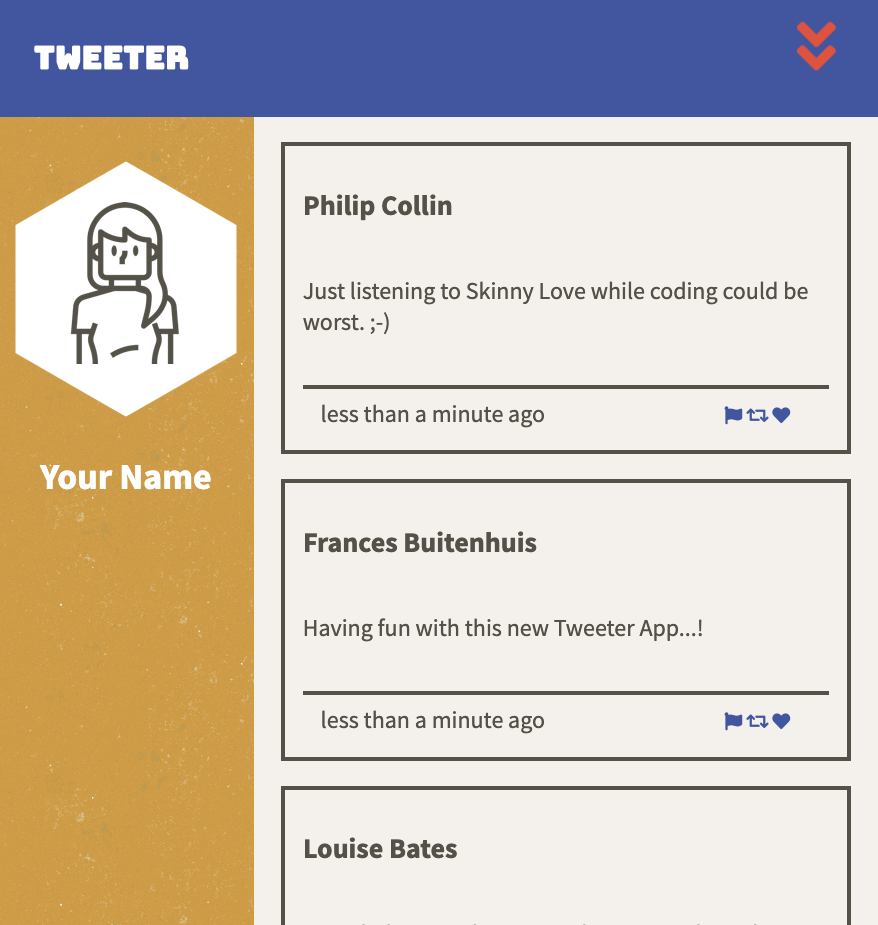 TWEETER
Your Name
Philip Collin
Just listening to Skinny Love while coding could be
worst. ;-)
less than a minute ago
Frances Buitenhuis
Having fun with this new Tweeter App...!
less than a minute ago
Louise Bates